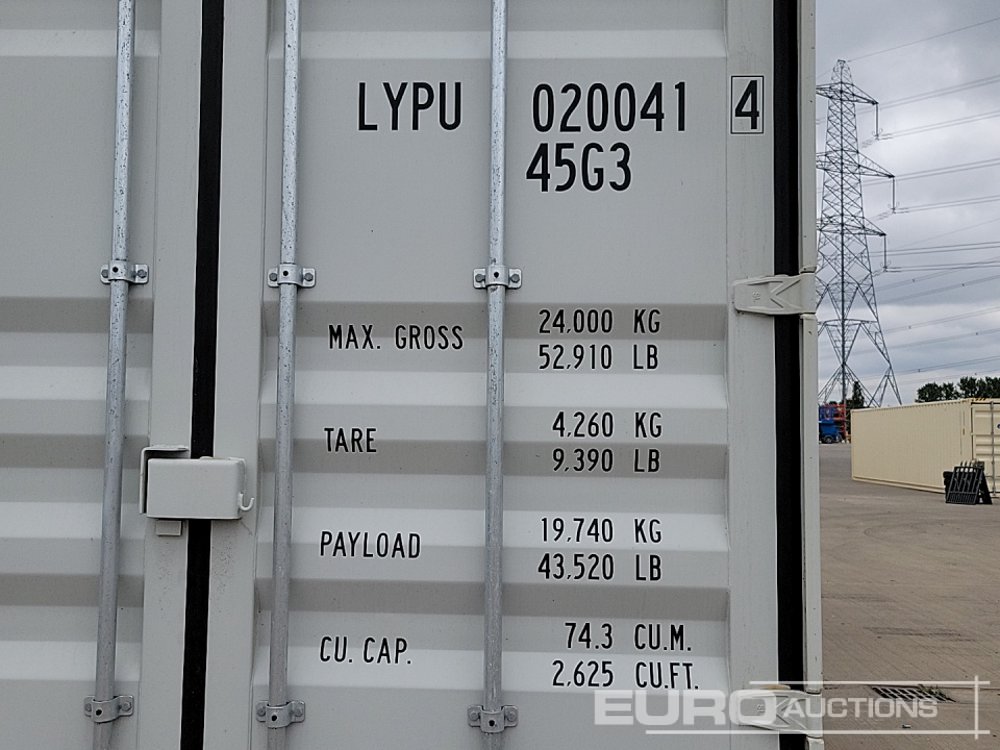 LYPU 020041 4
45G3
MAX. GROSS 24,000 KG
52,910 LB
TARE 4,260 KG
9,390 LB
PAYLOAD 19,740 KG
43,520 LB
CU. CAP. 74.3 CU.M.
2,625 CU.FT.
EURO AUCTIONS